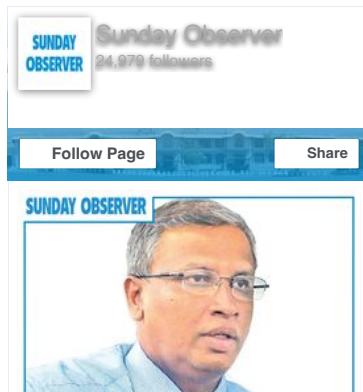 SUNDAY
OBSERVER
Sunday Observer
24,979 followers
Follow Page
Share
SUNDAY OBSERVER